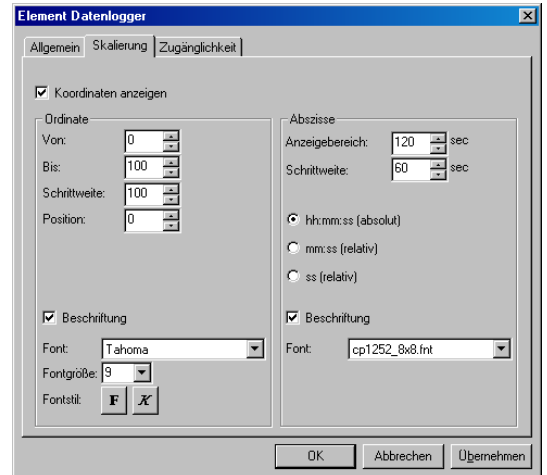 Element Datenlogger
Allgemein Skalierung Zugänglichkeit
Koordinaten anzeigen
Ordinate
Von: 0
Bis: 100
Schrittweite: 100
Position: 0
Beschriftung
Font: Tahoma
Fontgröße: 9
Fontstil: F K
Abszisse
Anzeigebereich: 120 sec
Schrittweite: 60 sec
hh:mm:ss (absolut)
mm:ss (relativ)
ss (relativ)
Beschriftung
Font: cp1252_8x8.fnt
OK Abbrechen Übernehmen